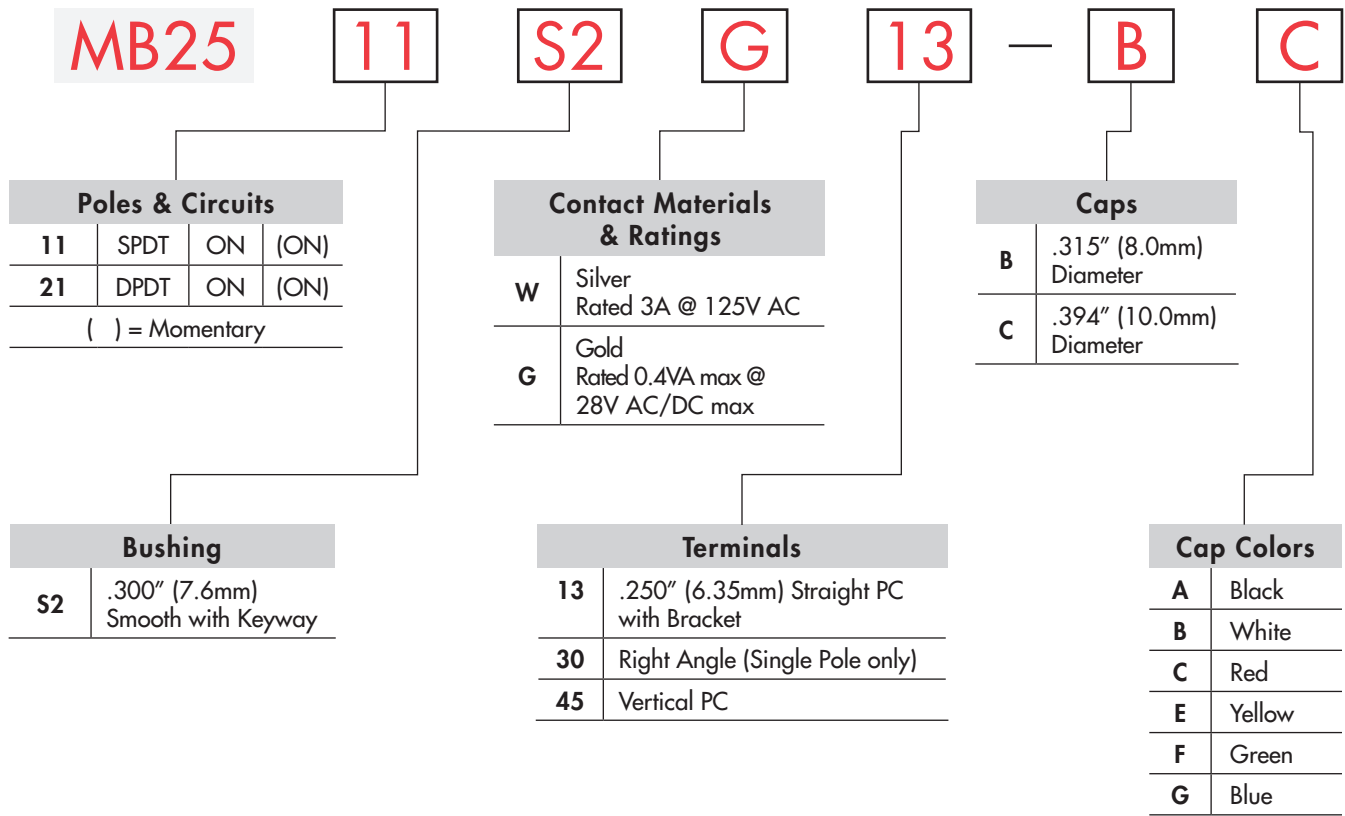 MB25 11 S2 G 13 — B C
Poles & Circuits
11 SPDT ON (ON)
21 DPDT ON (ON)
( ) = Momentary
Contact Materials
& Ratings
W Silver
Rated 3A @ 125V AC
G Gold
Rated 0.4VA max @
28V AC/DC max
Caps
B .315" (8.0mm)
Diameter
C .394" (10.0mm)
Diameter
Bushing
S2 .300" (7.6mm)
Smooth with Keyway
Terminals
13 .250" (6.35mm) Straight PC
with Bracket
30 Right Angle (Single Pole only)
45 Vertical PC
Cap Colors
A Black
B White
C Red
E Yellow
F Green
G Blue